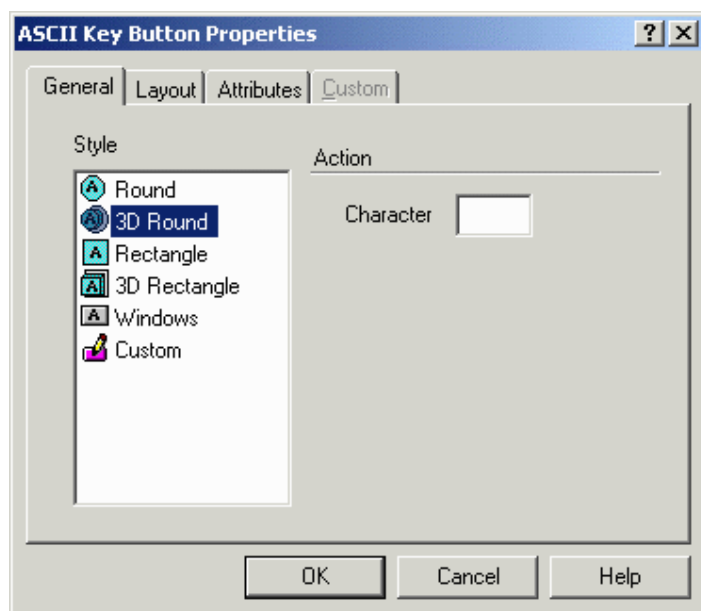 ASCII Key Button Properties
General Layout Attributes Custom
Style
Action
Round
3D Round
Character
Rectangle
3D Rectangle
Windows
Custom
OK Cancel Help